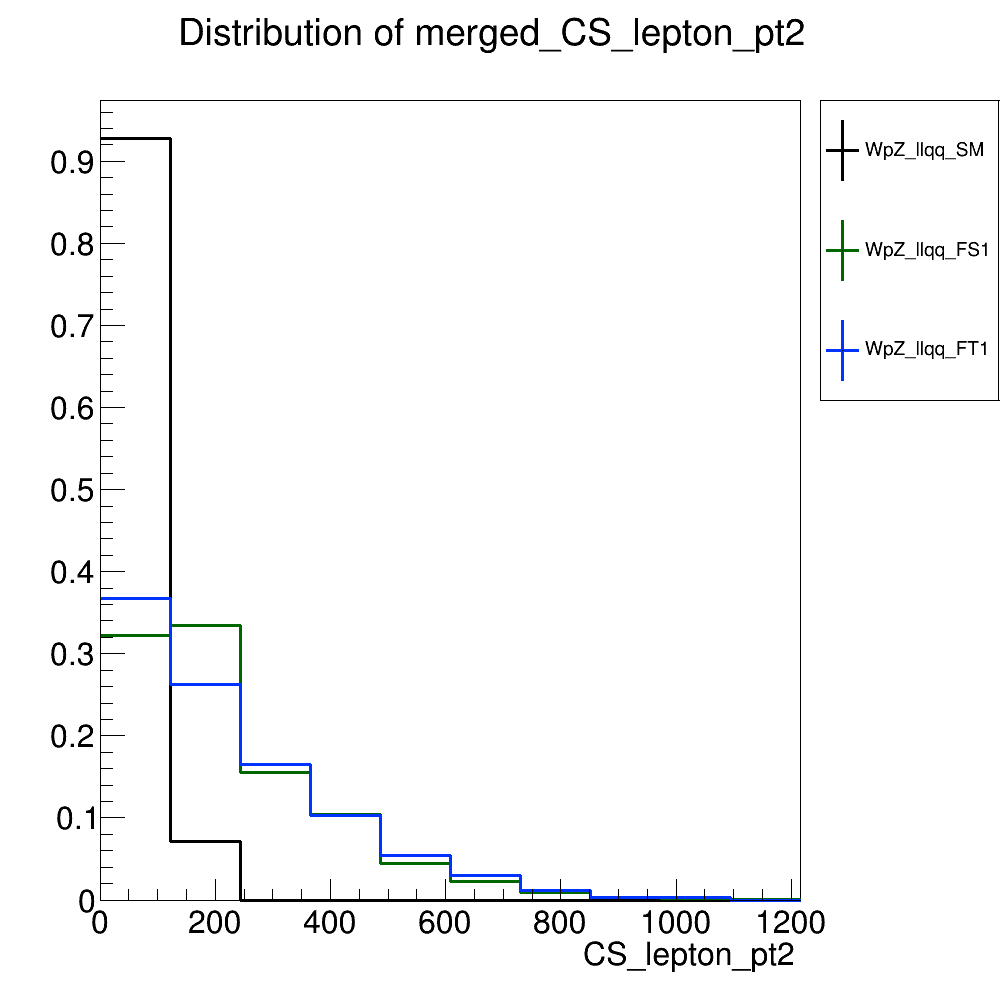 Distribution of merged_CS_lepton_pt2
WpZ_llqq_SM
WpZ_llqq_FS1
WpZ_llqq_FT1
0.9
0.8
0.7
0.6
0.5
0.4
0.3
0.2
0.1
0
0 200 400 600 800 1000 1200
CS_lepton_pt2